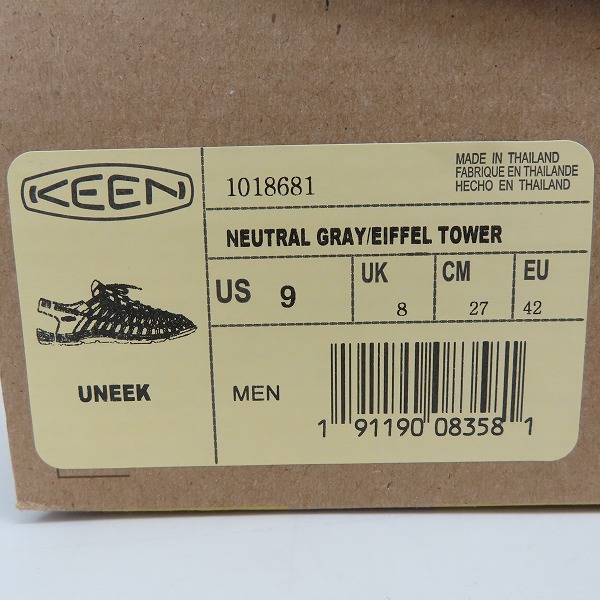 KEEN
1018681
MADE IN THAILAND
FABRIQUE EN THAILANDE
HECHO EN THAILAND
NEUTRAL GRAY/EIFFEL TOWER
US 9
UK 8
CM 27
EU 42
UNEEK
MEN
1 91190 08358 1